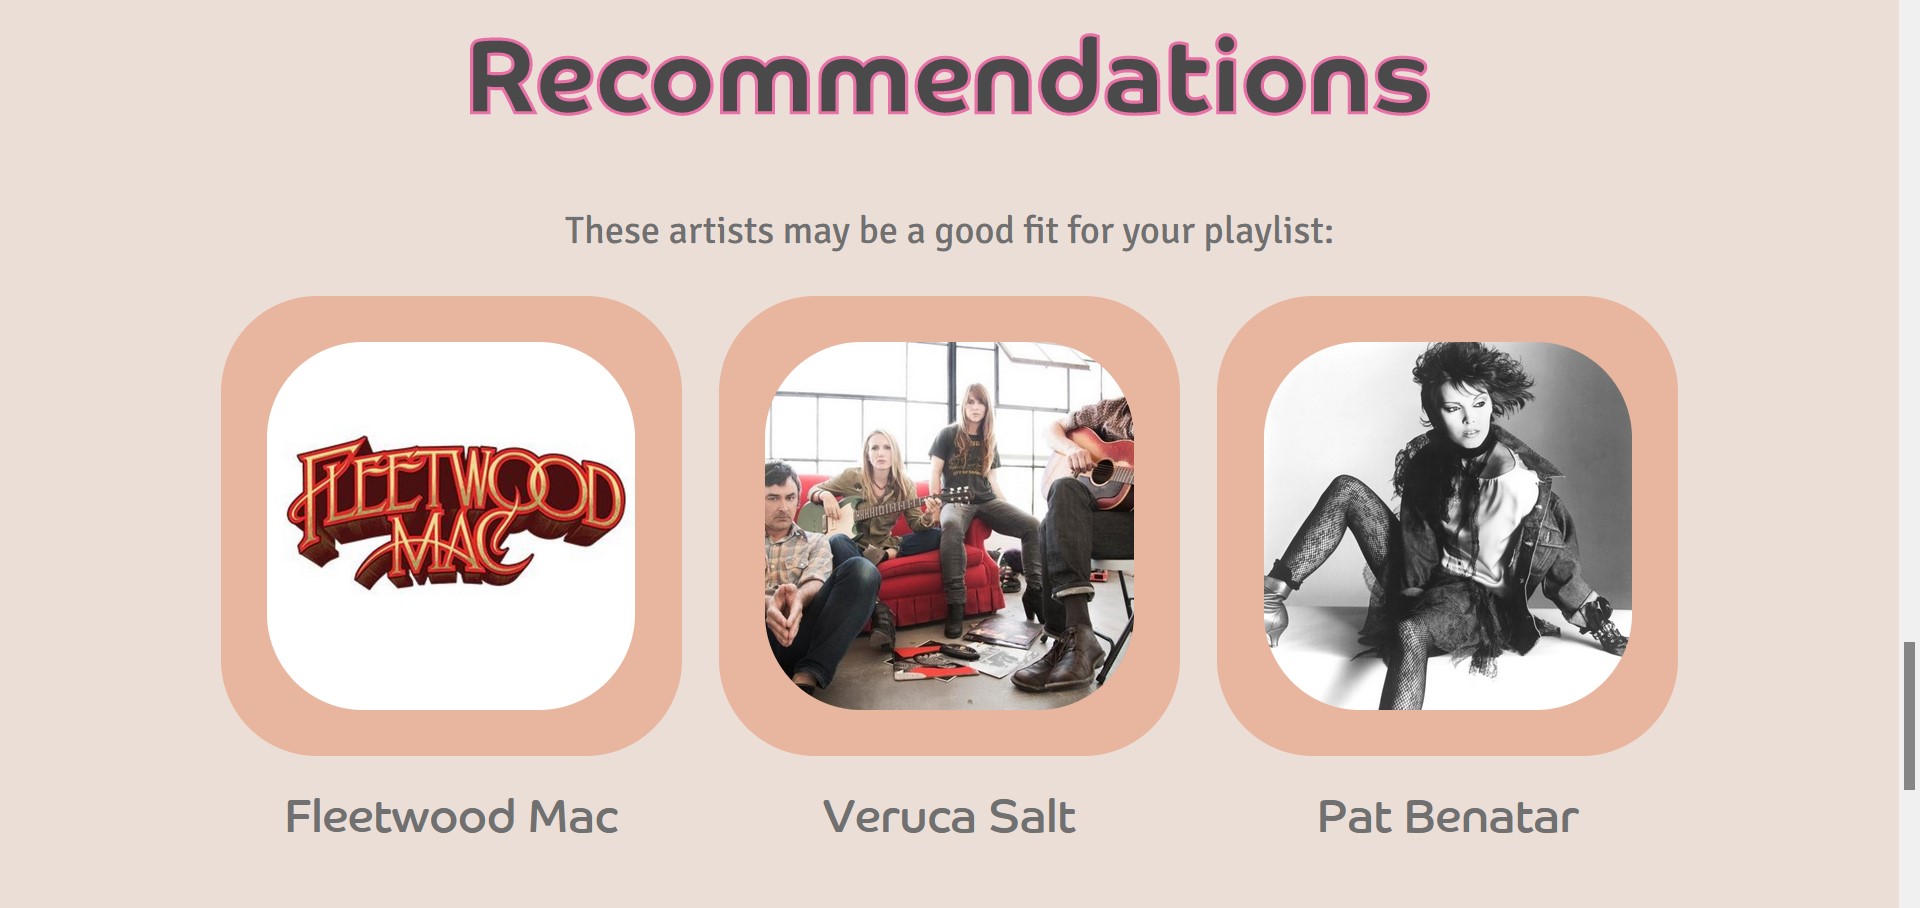 Recommendations
These artists may be a good fit for your playlist:
FLEETWOOD
MAC
Fleetwood Mac
Veruca Salt
Pat Benatar